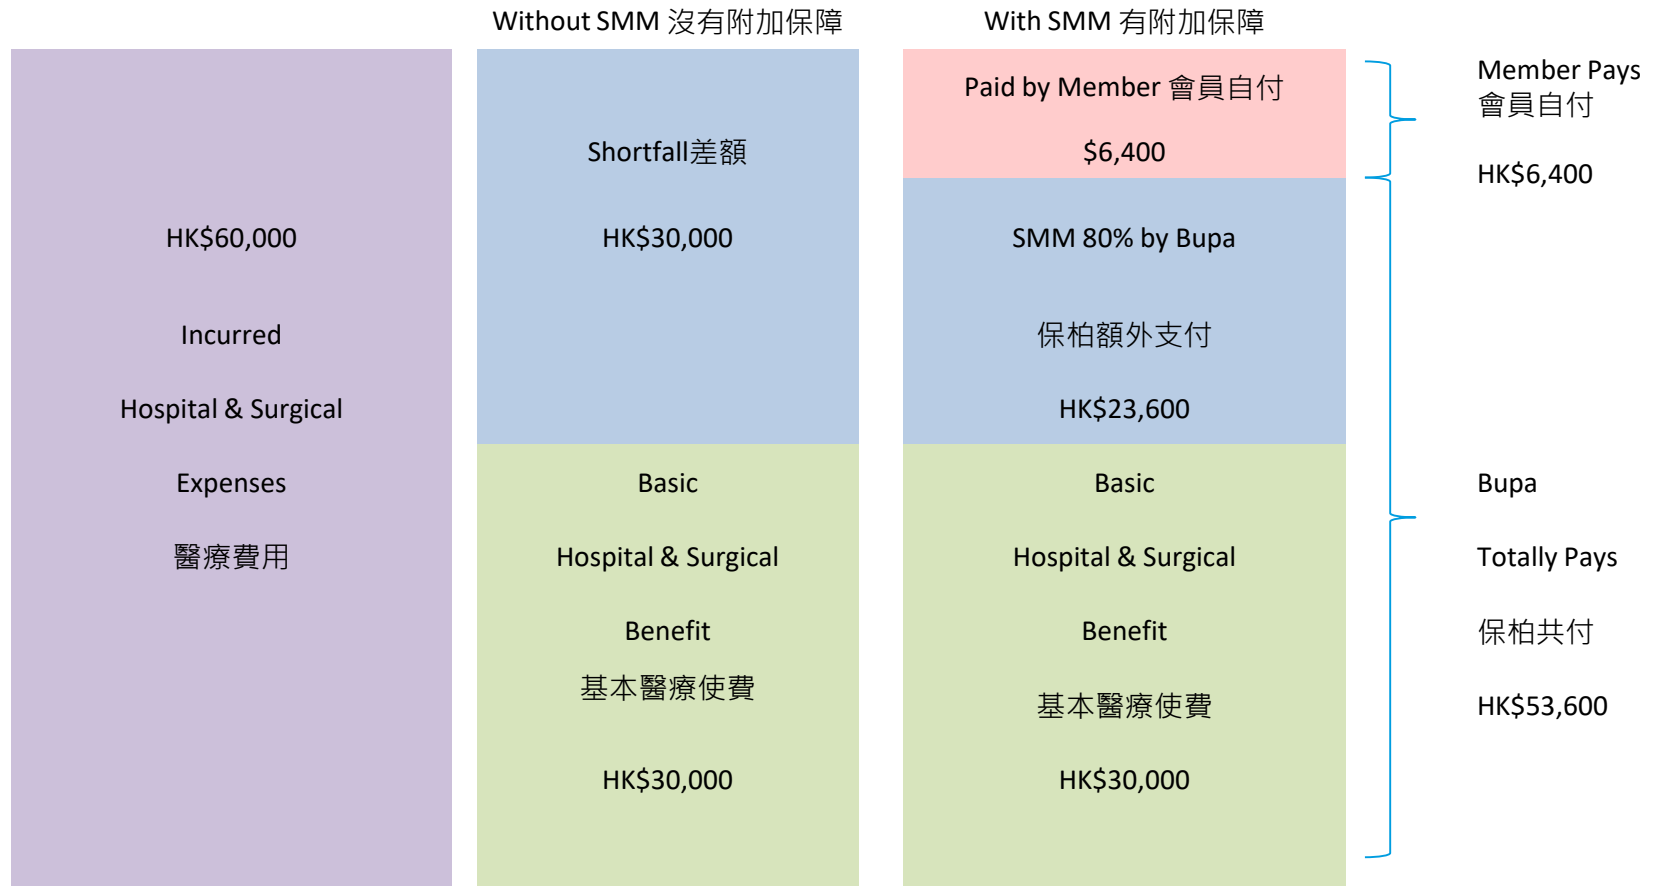 Without SMM 沒有附加保障
With SMM 有附加保障
HK$60,000
Incurred
Hospital & Surgical
Expenses
醫療費用
Shortfall差額
HK$30,000
Basic
Hospital & Surgical
Benefit
基本醫療使費
HK$30,000
Paid by Member 會員自付
$6,400
SMM 80% by Bupa
保柏額外支付
HK$23,600
Basic
Hospital & Surgical
Benefit
基本醫療使費
HK$30,000
Member Pays
會員自付
HK$6,400
Bupa
Totally Pays
保柏共付
HK$53,600